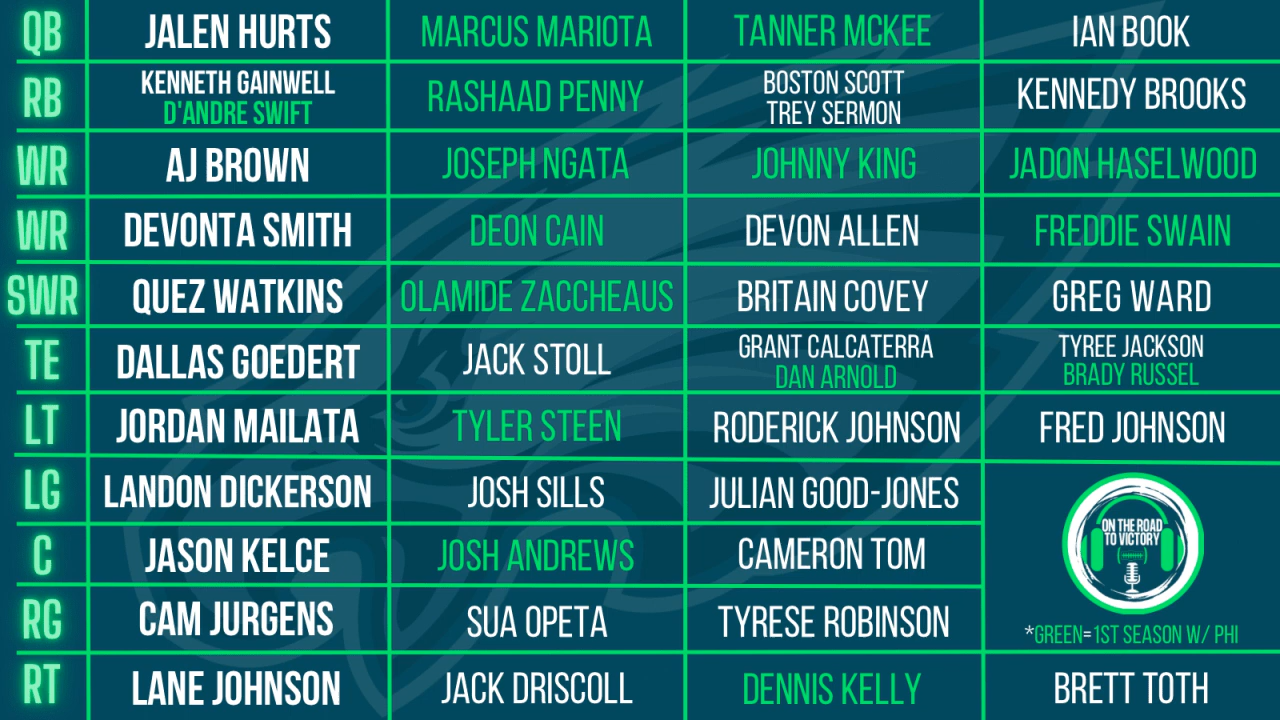 QB JALEN HURTS MARCUS MARIOTA TANNER MCKEE IAN BOOK
RB KENNETH GAINWELL RASHAAD PENNY BOSTON SCOTT KENNEDY BROOKS
D'ANDRE SWIFT TREY SERMON
WR AJ BROWN JOSEPH NGATA JOHNNY KING JADON HASELWOOD
WR DEVONTA SMITH DEON CAIN DEVON ALLEN FREDDIE SWAIN
SWR QUEZ WATKINS OLAMIDE ZACCHEAUS BRITAIN COVEY GREG WARD
TE DALLAS GOEDERT JACK STOLL GRANT CALCATERRA TYREE JACKSON
DAN ARNOLD BRADY RUSSEL
LT JORDAN MAILATA TYLER STEEN RODERICK JOHNSON FRED JOHNSON
LG LANDON DICKERSON JOSH SILLS JULIAN GOOD-JONES
ON THE ROAD
TO VICTORY
C JASON KELCE JOSH ANDREWS CAMERON TOM
RG CAM JURGENS SUA OPETA TYRESE ROBINSON
*GREEN=1ST SEASON W/ PHI
RT LANE JOHNSON JACK DRISCOLL DENNIS KELLY BRETT TOTH